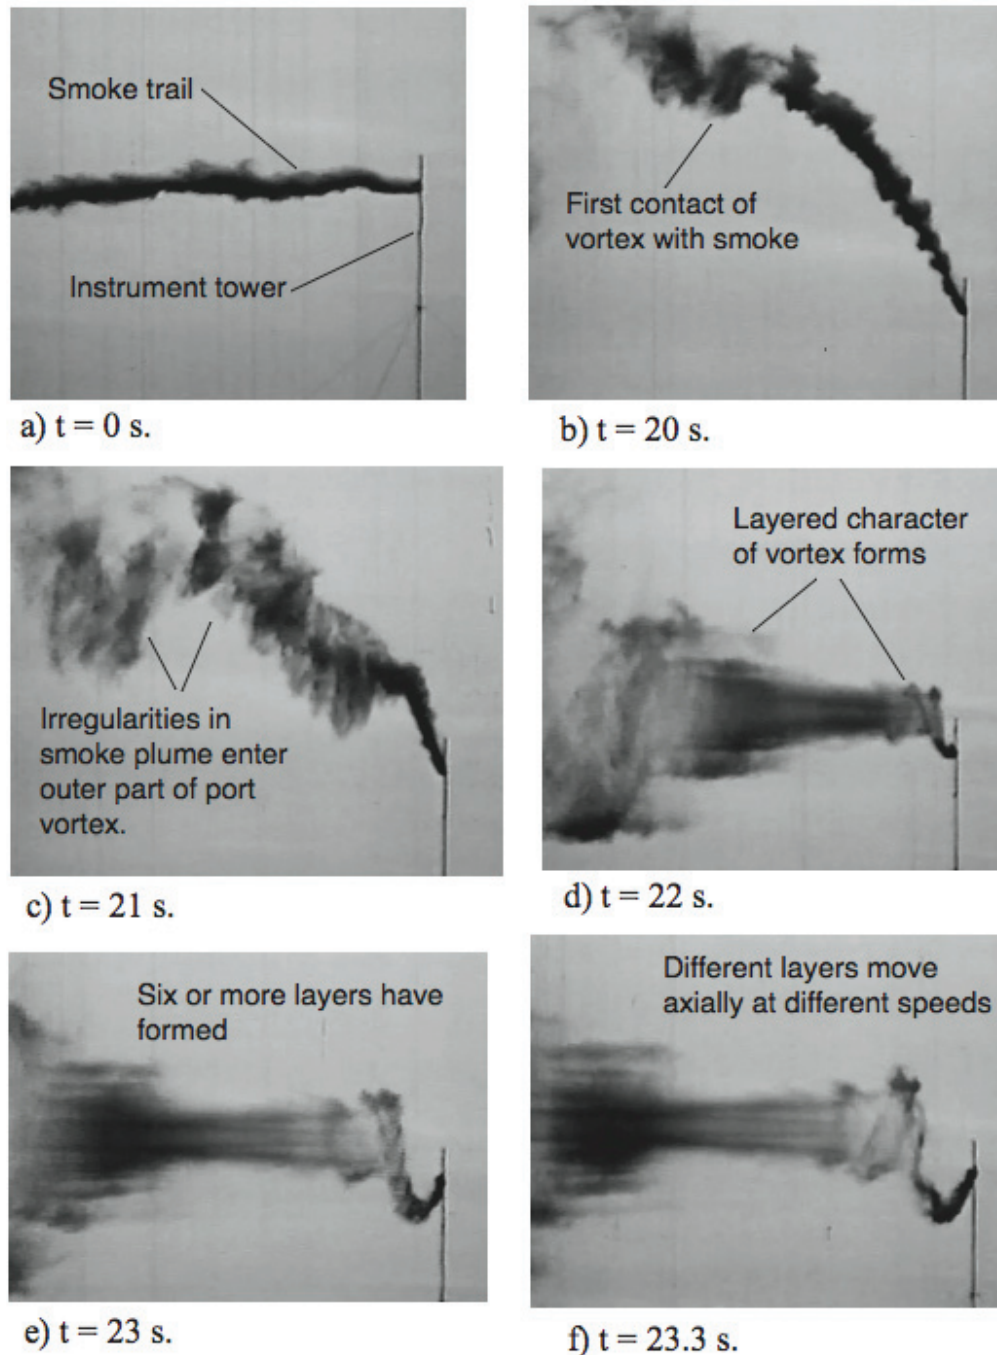 Smoke trail
Instrument tower
a) t = 0 s.
First contact of
vortex with smoke
b) t = 20 s.
Irregularities in
smoke plume enter
outer part of port
vortex.
c) t = 21 s.
Layered character
of vortex forms
d) t = 22 s.
Six or more layers have
formed
e) t = 23 s.
Different layers move
axially at different speeds
f) t = 23.3 s.